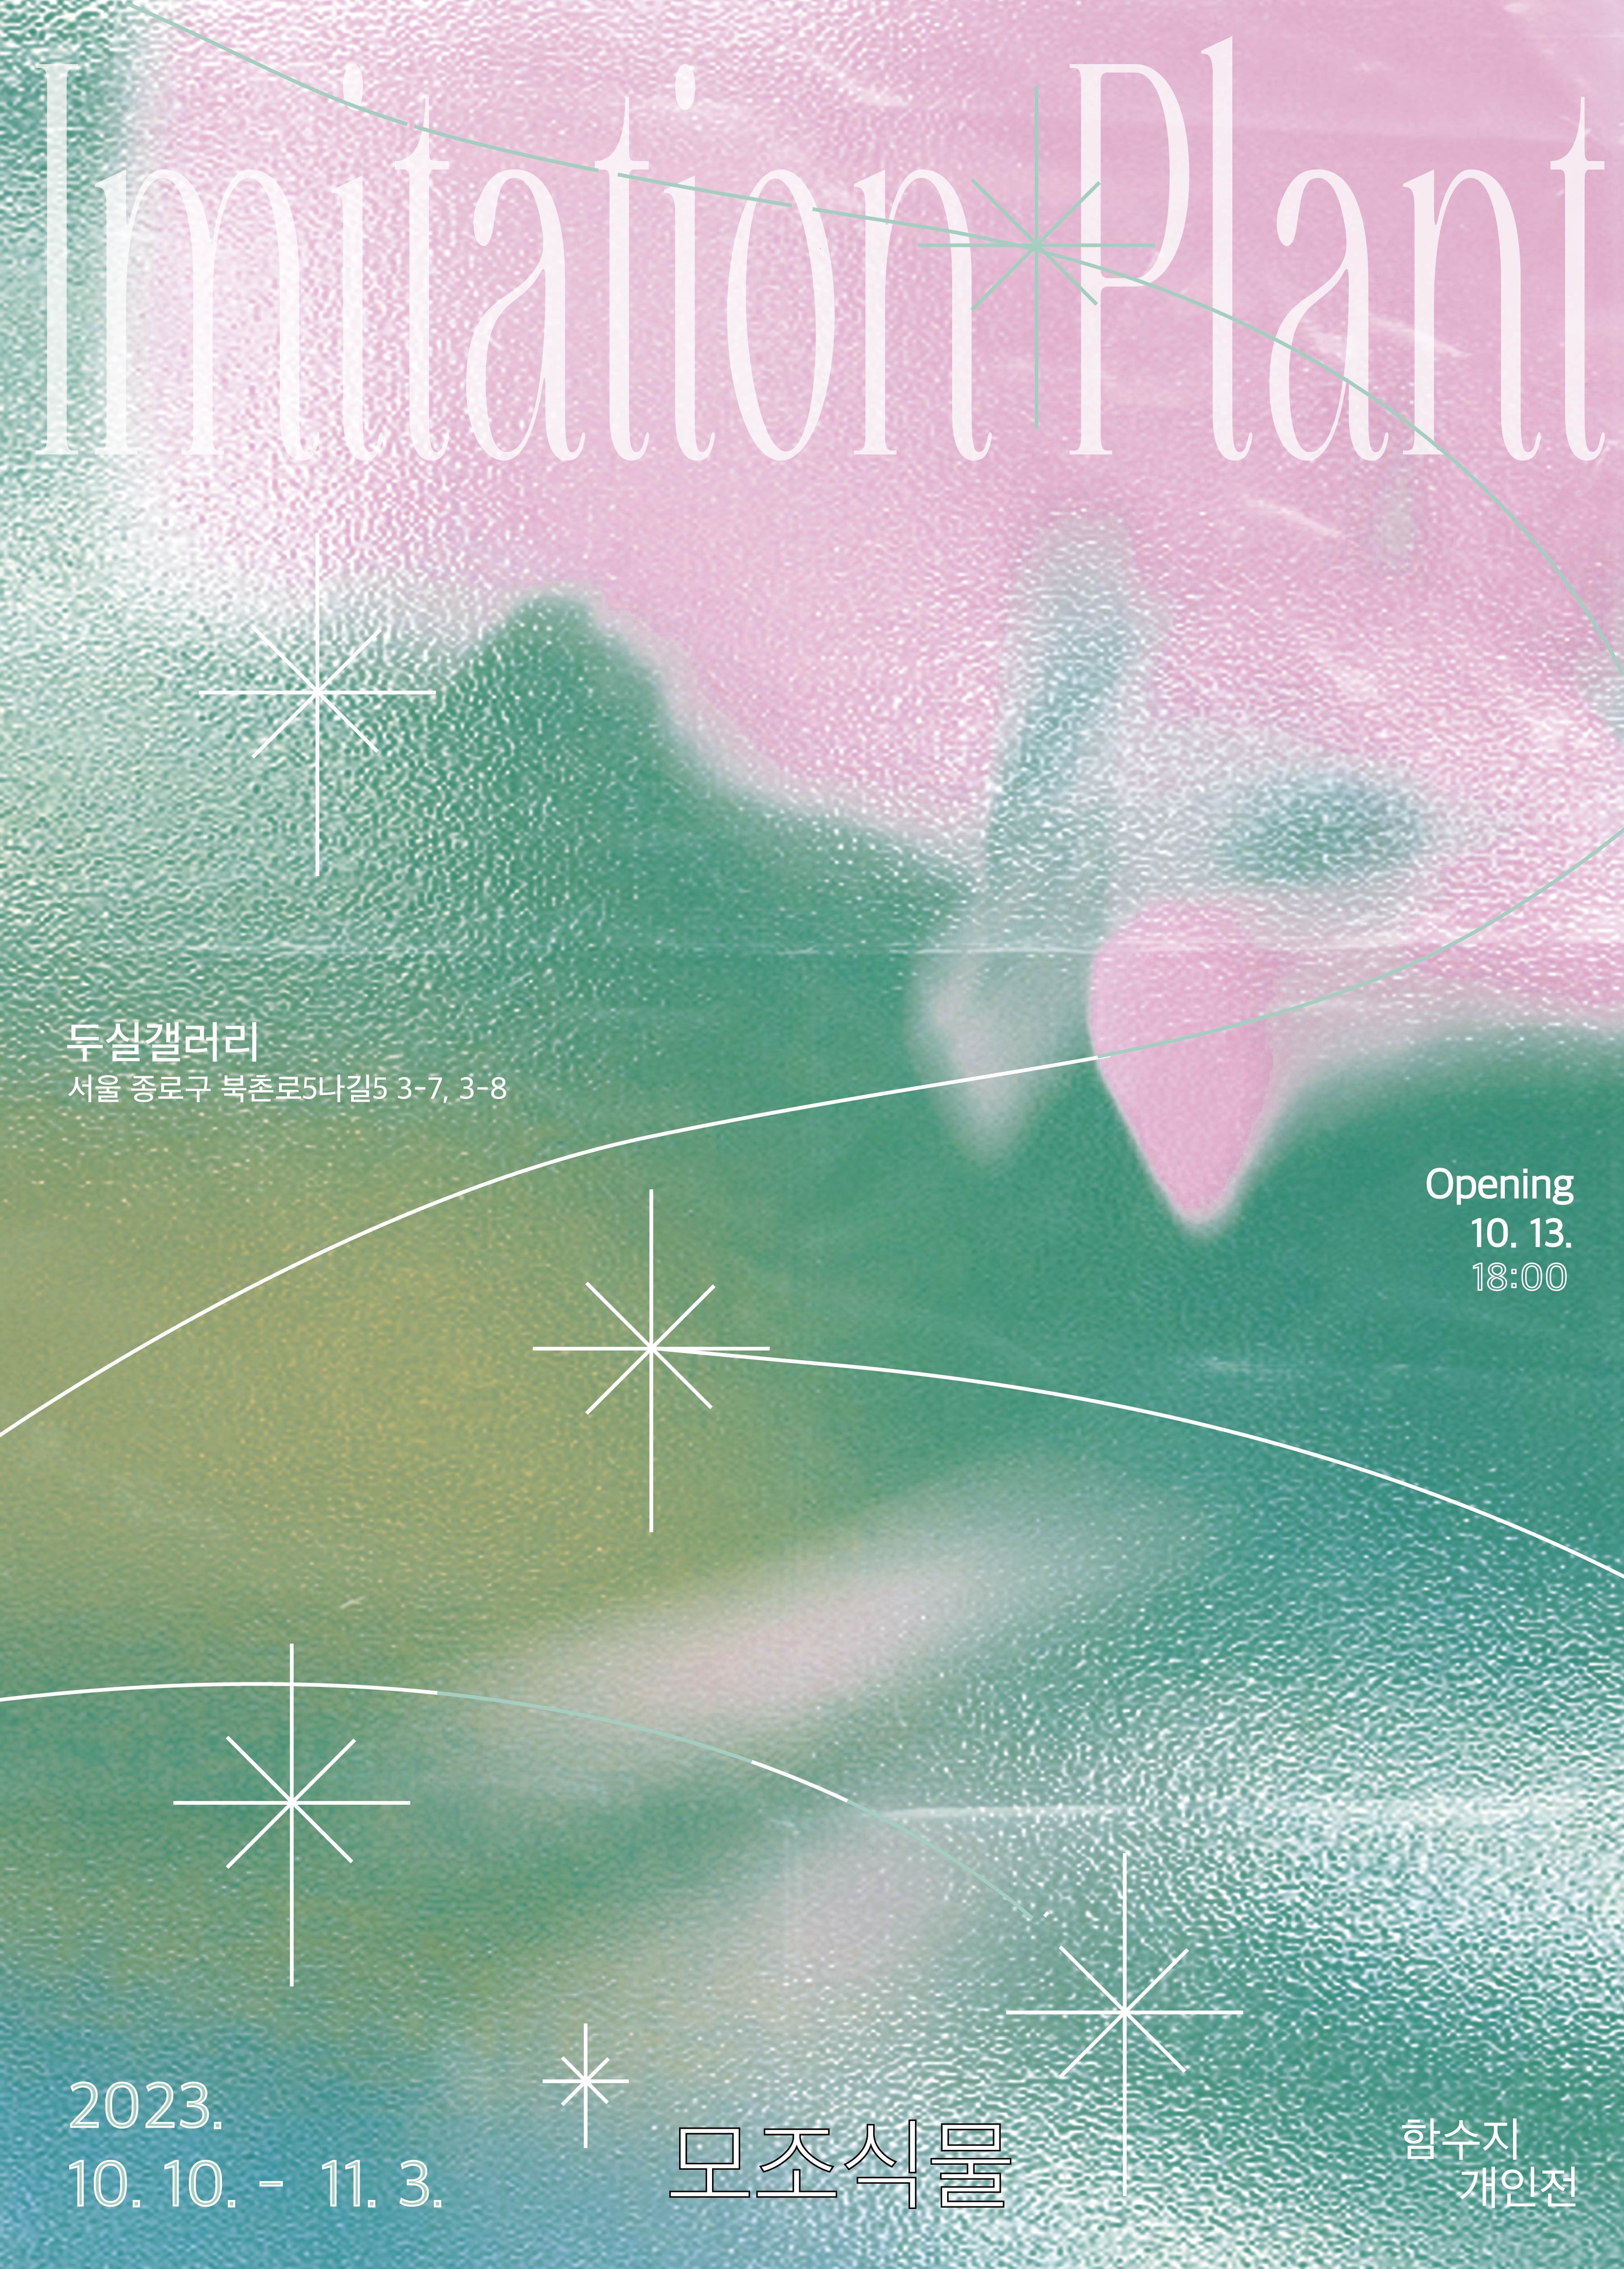 Imitation Plant
두실갤러리
서울 종로구 북촌로5나길5 3-7, 3-8
Opening
10. 13.
18:00
2023.
10. 10. - 11. 3.
모조식물
함수지
개인전